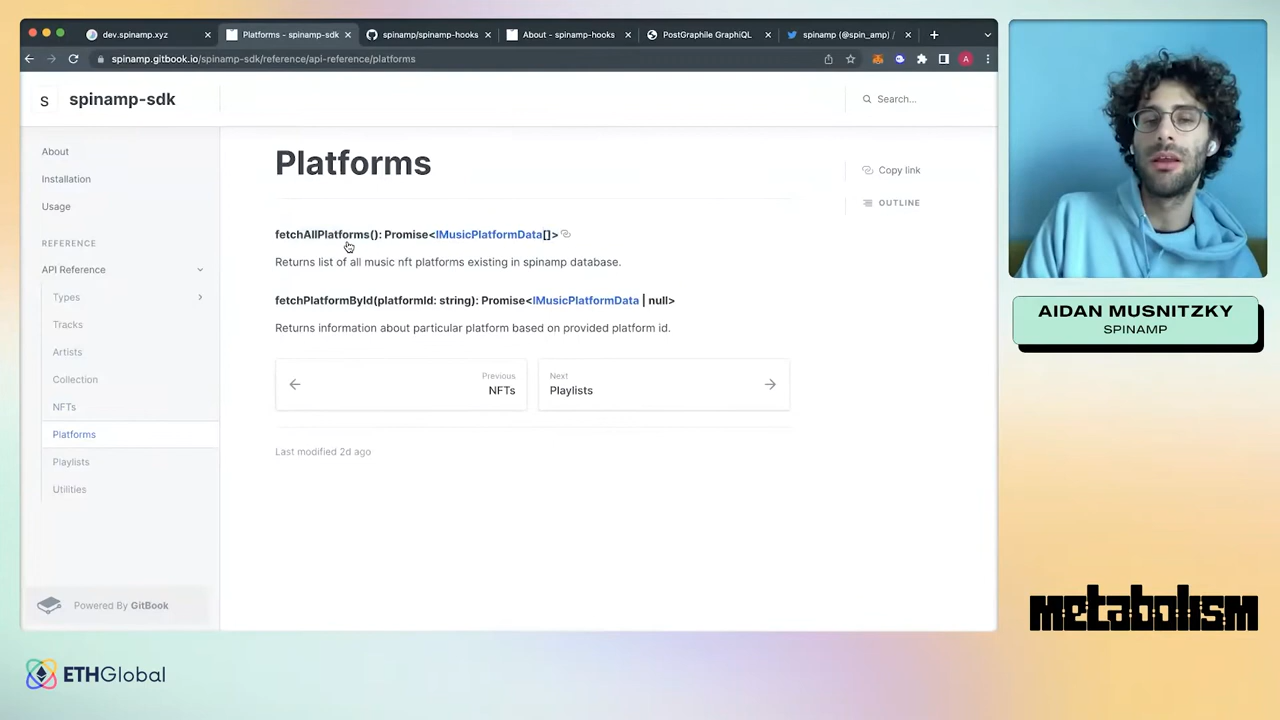 dev.spinamp.xyz
Platforms - spinamp-sdk
spinamp/spinamp-hooks
About - spinamp-hooks
PostGraphile GraphiQL
spinamp (@spin_amp) /
spinamp.gitbook.io/spinamp-sdk/reference/api-reference/platforms
A
S
spinamp-sdk
Search...
About
Installation
Usage
REFERENCE
API Reference
Types
Tracks
Artists
Collection
NFTs
Platforms
Playlists
Utilities
Powered By GitBook
Platforms
fetchAllPlatforms(): Promise<IMusicPlatformData[]>
Returns list of all music nft platforms existing in spinamp database.
fetchPlatformById(platformId: string): Promise<IMusicPlatformData | null>
Returns information about particular platform based on provided platform id.
Previous
NFTs
Next
Playlists
Last modified 2d ago
Copy link
OUTLINE
AIDAN MUSNITZKY
SPINAMP
metabolism
ETHGlobal